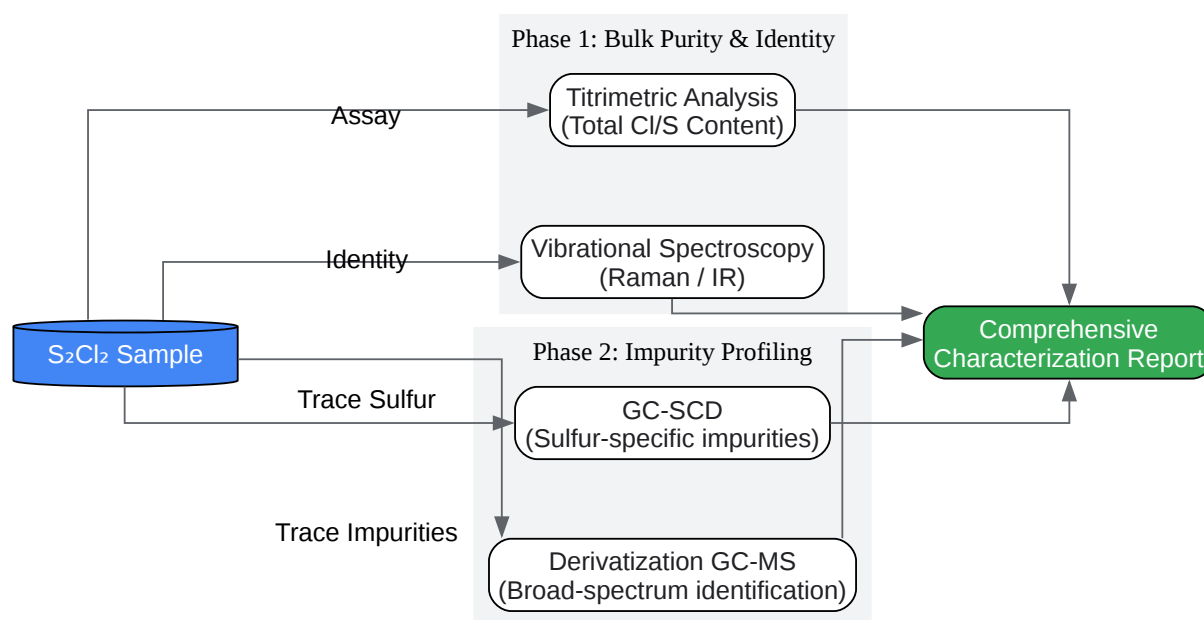 Phase 1: Bulk Purity & Identity
Titrimetric Analysis
(Total Cl/S Content)
Assay
Vibrational Spectroscopy
(Raman / IR)
Identity
S₂Cl₂ Sample
Comprehensive
Characterization Report
Phase 2: Impurity Profiling
Trace Sulfur
GC-SCD
(Sulfur-specific impurities)
Trace Impurities
Derivatization GC-MS
(Broad-spectrum identification)